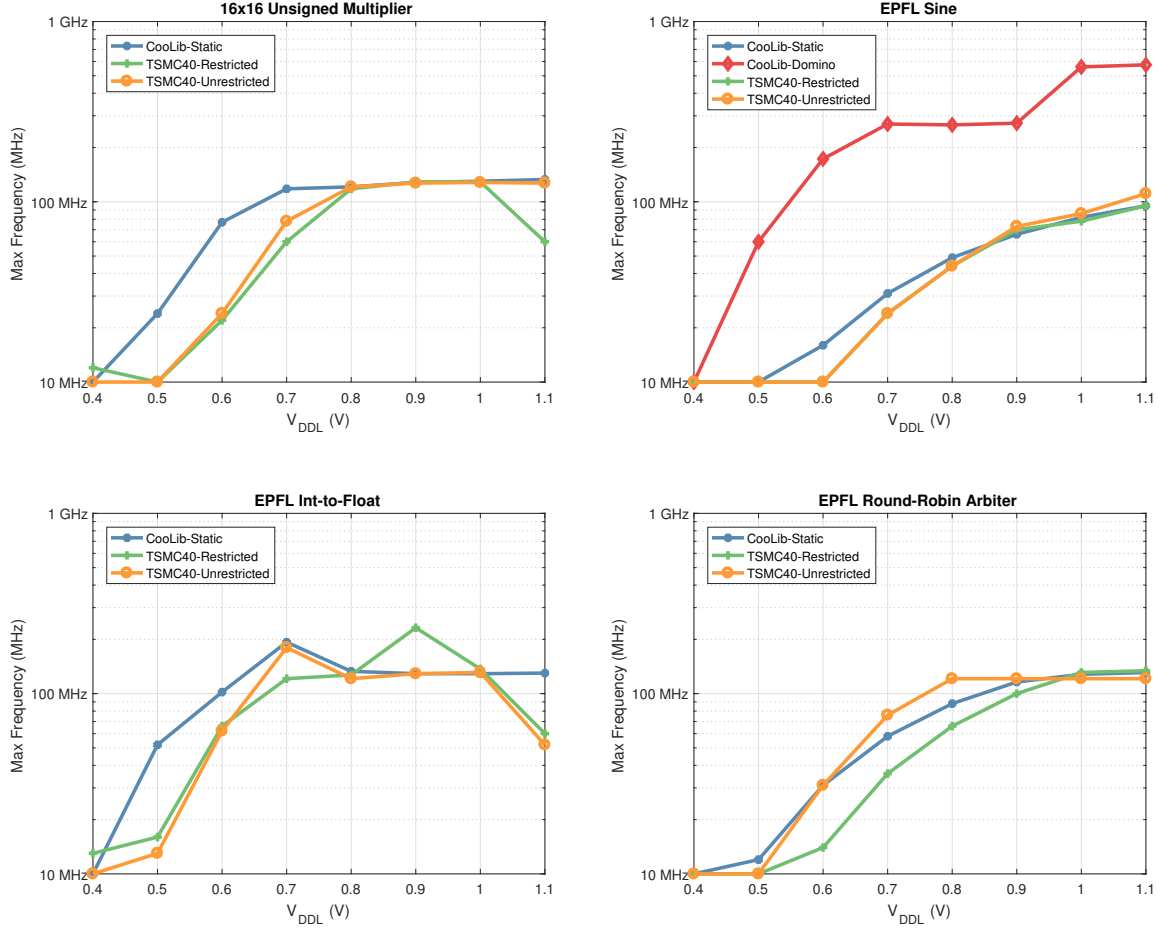 16x16 Unsigned Multiplier
1 GHz
CooLib-Static
TSMC40-Restricted
TSMC40-Unrestricted
Max Frequency (MHz)
100 MHz
10 MHz
0.4 0.5 0.6 0.7 0.8 0.9 1 1.1
V DDL (V)
EPFL Sine
1 GHz
CooLib-Static
CooLib-Domino
TSMC40-Restricted
TSMC40-Unrestricted
Max Frequency (MHz)
100 MHz
10 MHz
0.4 0.5 0.6 0.7 0.8 0.9 1 1.1
V DDL (V)
EPFL Int-to-Float
1 GHz
CooLib-Static
TSMC40-Restricted
TSMC40-Unrestricted
Max Frequency (MHz)
100 MHz
10 MHz
0.4 0.5 0.6 0.7 0.8 0.9 1 1.1
V DDL (V)
EPFL Round-Robin Arbiter
1 GHz
CooLib-Static
TSMC40-Restricted
TSMC40-Unrestricted
Max Frequency (MHz)
100 MHz
10 MHz
0.4 0.5 0.6 0.7 0.8 0.9 1 1.1
V DDL (V)